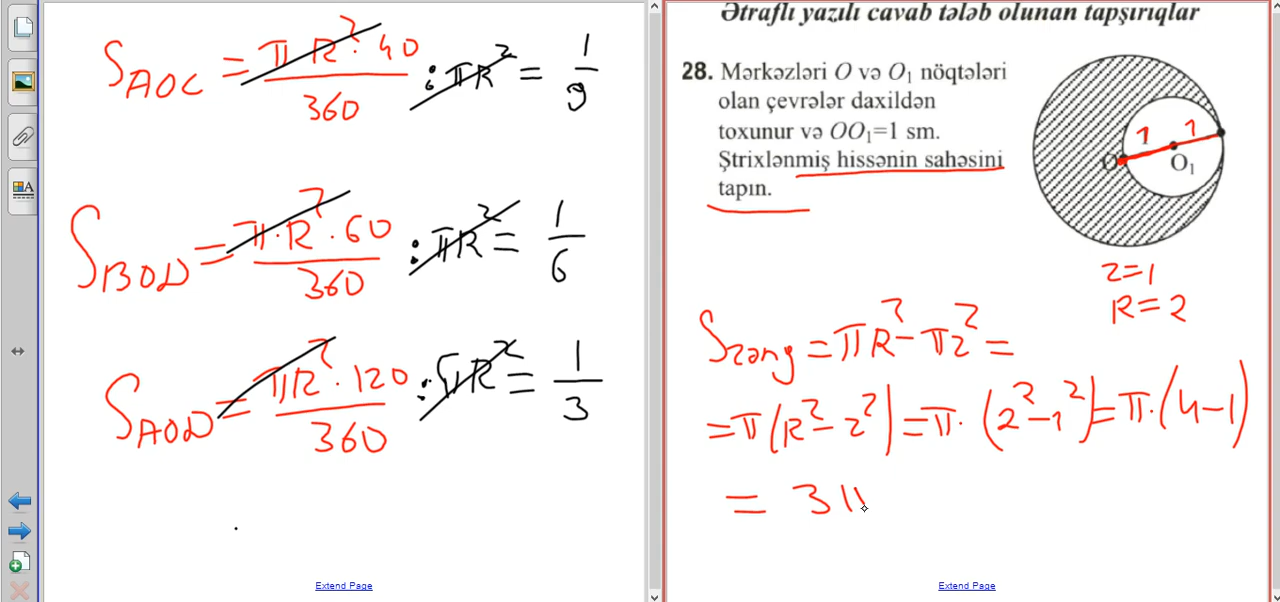 S_AOC = πR²·40/360 : πR² = 1/9
S_BOD = π·R²·60/360 : πR² = 1/6
S_AOD = πR²·120/360 : πR² = 1/3
Extend Page
Ətraflı yazılı cavab tələb olunan tapşırıqlar
28. Mərkəzləri O və O₁ nöqtələri
olan çevrələr daxildən
toxunur və OO₁=1 sm.
Ştrixlənmiş hissənin sahəsini
tapın.
1 1
O O₁
r=1
R=2
S rəng = πR² - πr² =
= π(R² - r²) = π·(2² - 1²) = π·(4-1)
= 3
Extend Page